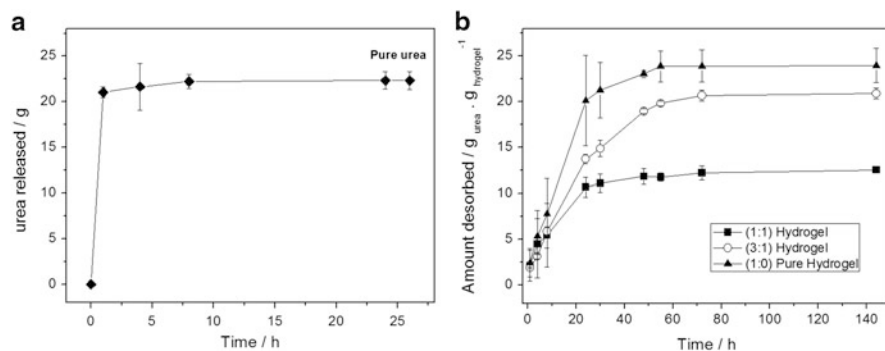 a
urea released / g
25
20
15
10
5
0
Pure urea
0
5
10
15
20
25
Time / h
b
Amount desorbed / g urea . g hydrogel -1
25
20
15
10
5
0
(1:1) Hydrogel
(3:1) Hydrogel
(1:0) Pure Hydrogel
0
20
40
60
80
100
120
140
Time / h